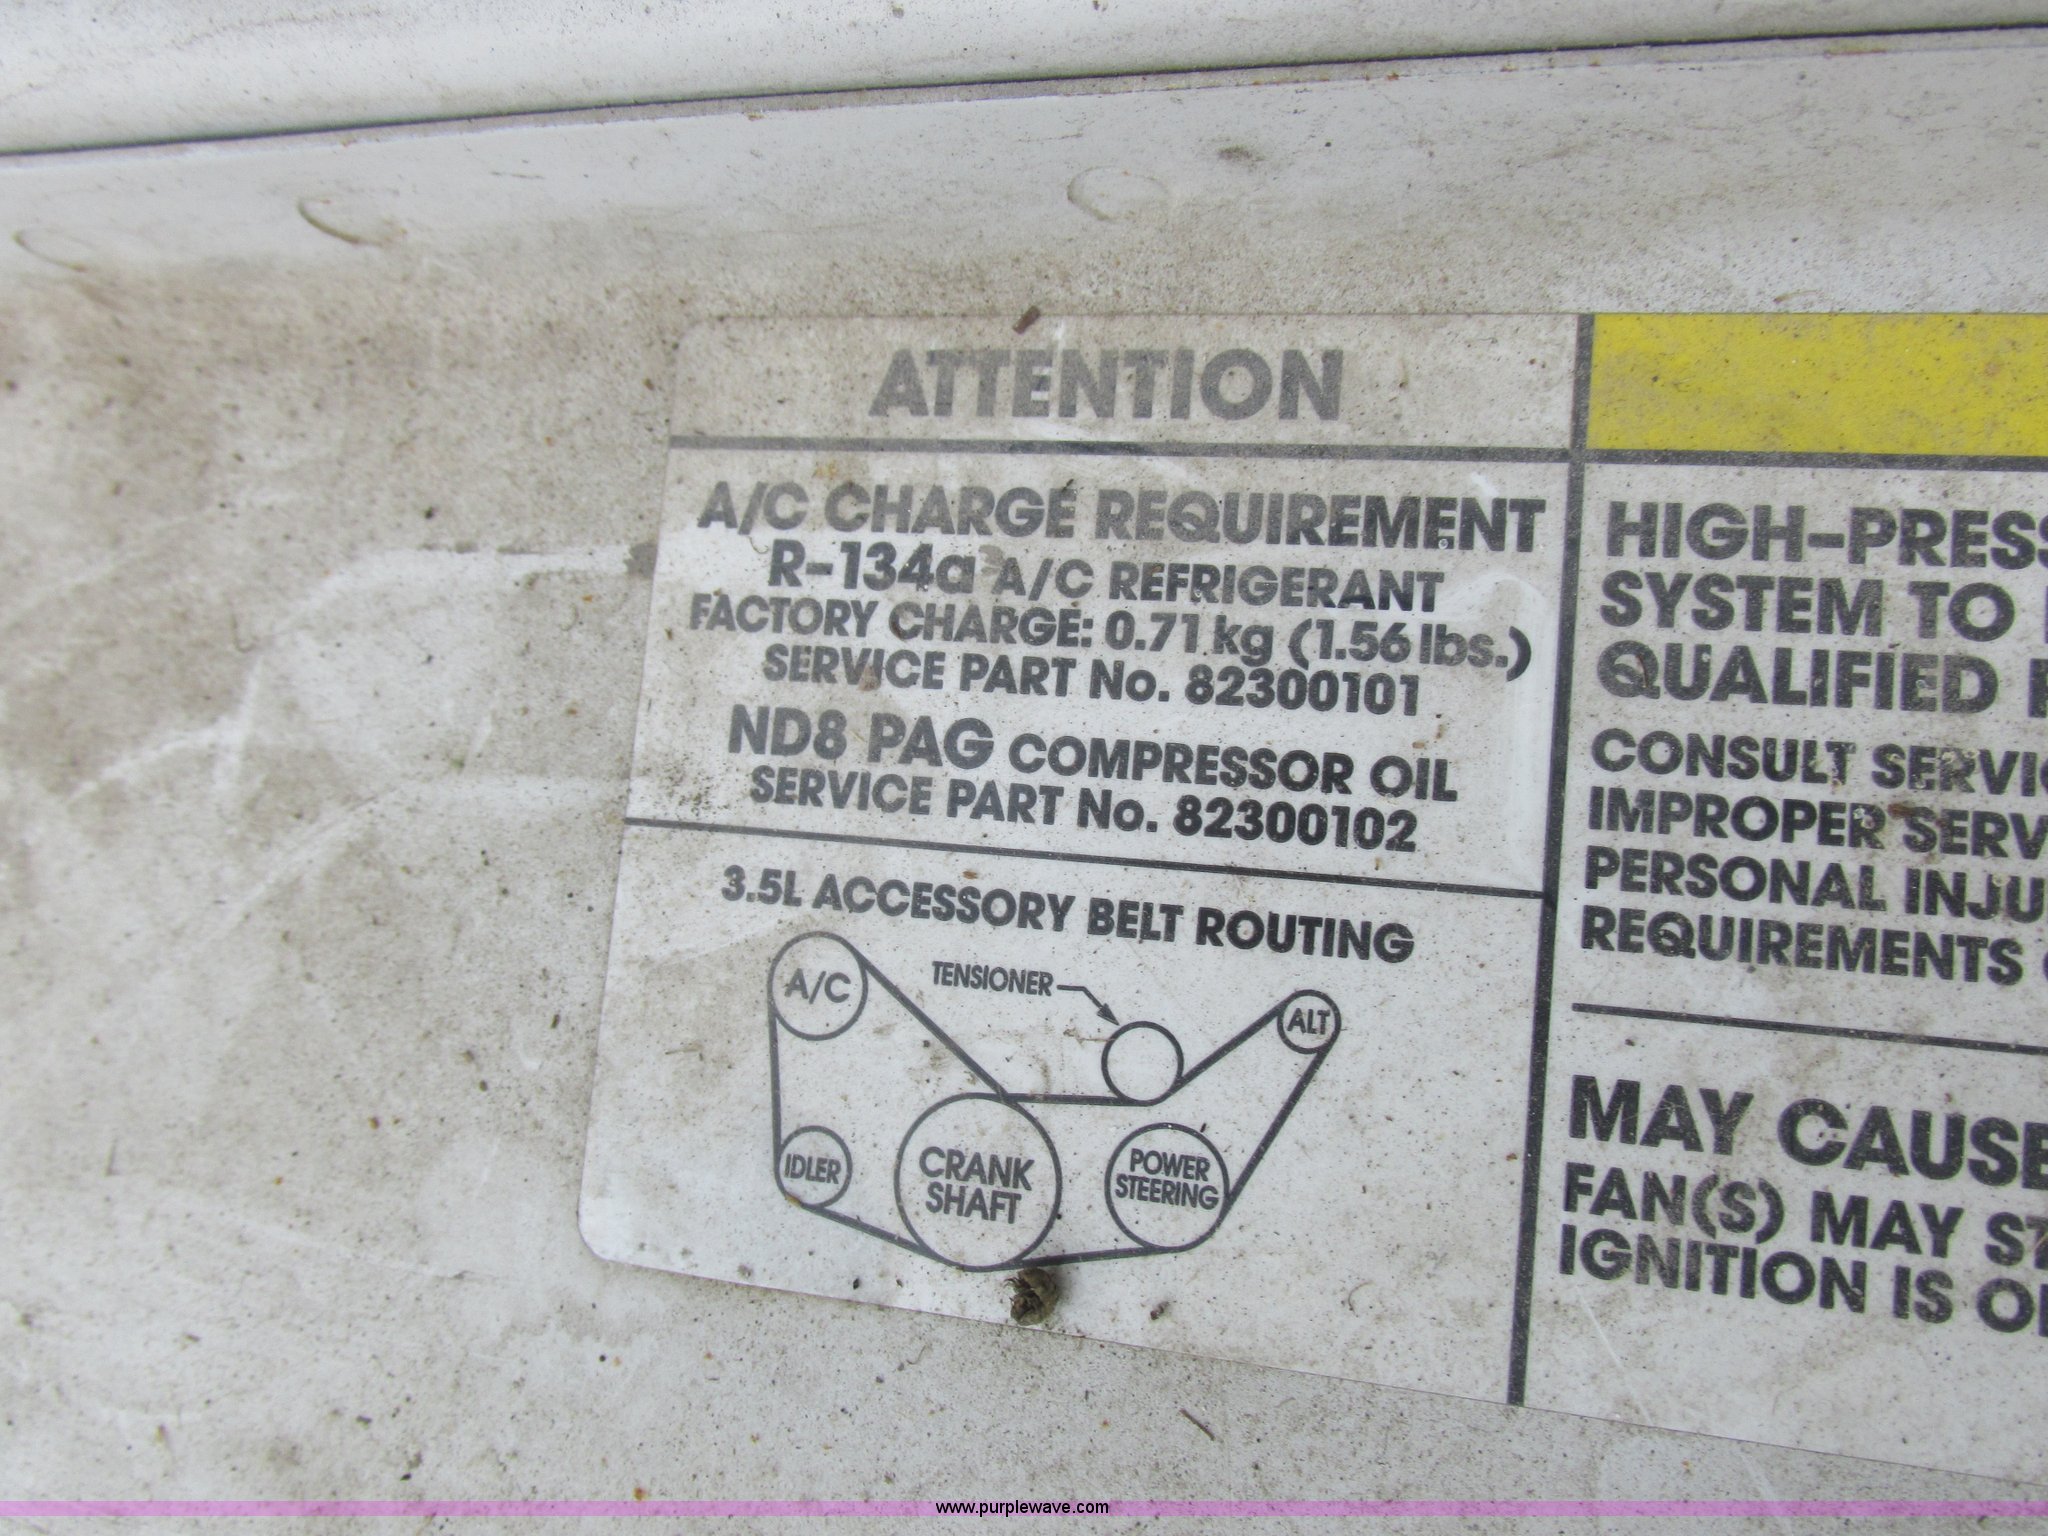 ATTENTION
A/C CHARGE REQUIREMENT
R-134a A/C REFRIGERANT
FACTORY CHARGE: 0.71 kg (1.56 lbs.)
SERVICE PART No. 82300101
ND8 PAG COMPRESSOR OIL
SERVICE PART No. 82300102
3.5L ACCESSORY BELT ROUTING
A/C
TENSIONER
ALT
IDLER
CRANK
SHAFT
POWER
STEERING
HIGH-PRESS
SYSTEM TO
QUALIFIED
CONSULT SERVI
IMPROPER SERV
PERSONAL INJU
REQUIREMENTS
MAY CAUSE
FAN(S) MAY ST
IGNITION IS O
www.purplewave.com